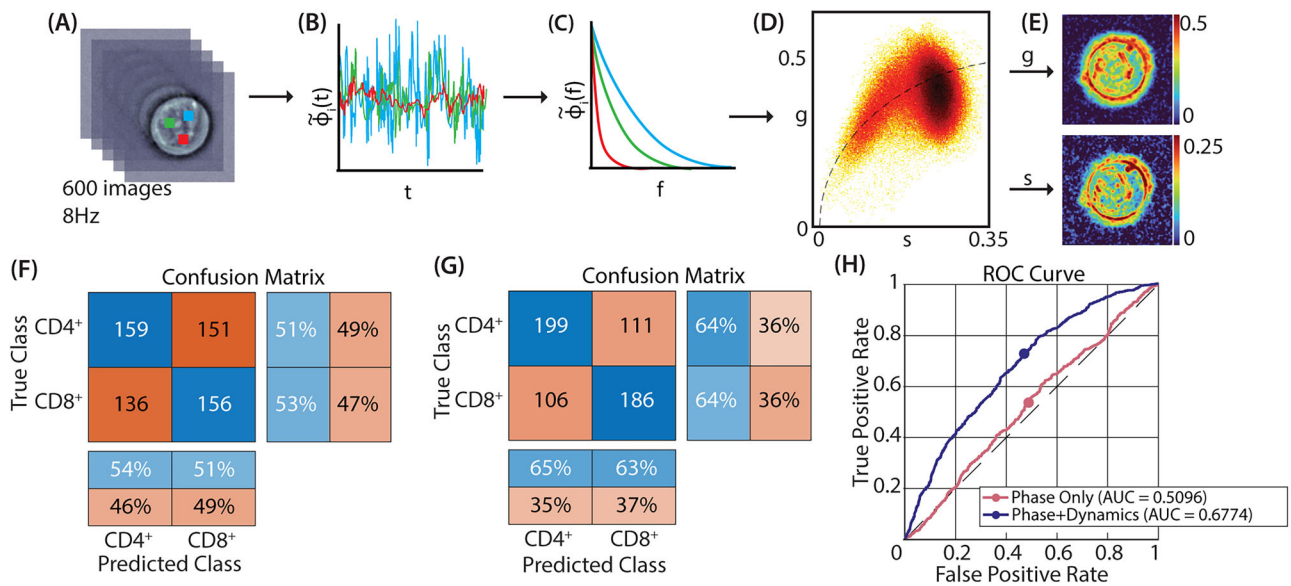 (A)
600 images
8Hz
(B)
ϕ̃ᵢ(t)
t
(C)
ϕ̃ᵢ(f)
f
(D)
0.5
g
0
0
s
0.35
(E)
g
0.5
0
s
0.25
0
(F)
Confusion Matrix
True Class
CD4⁺
159
151
51%
49%
CD8⁺
136
156
53%
47%
54%
51%
46%
49%
CD4⁺
CD8⁺
Predicted Class
(G)
Confusion Matrix
True Class
CD4⁺
199
111
64%
36%
CD8⁺
106
186
64%
36%
65%
63%
35%
37%
CD4⁺
CD8⁺
Predicted Class
(H)
ROC Curve
True Positive Rate
1
0.8
0.6
0.4
0.2
Phase Only (AUC = 0.5096)
Phase+Dynamics (AUC = 0.6774)
0
0.2
0.4
0.6
0.8
1
False Positive Rate